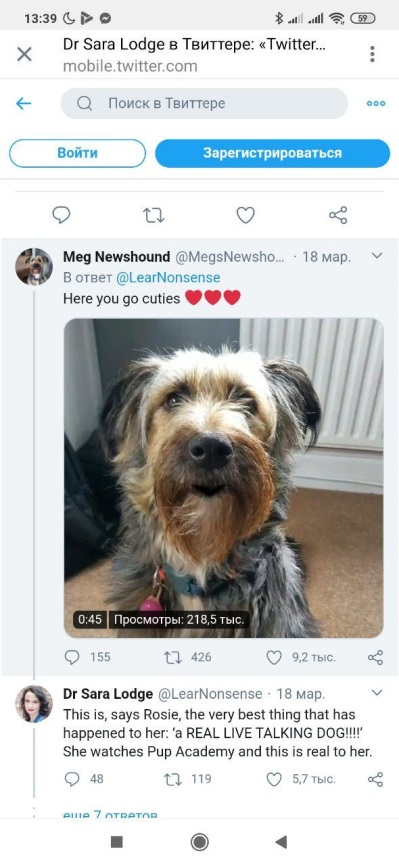 13:39 59
Dr Sara Lodge в Твиттере: «Twitter...
mobile.twitter.com
Поиск в Твиттере
Войти Зарегистрироваться
Meg Newshound @MegsNewsho... · 18 мар.
В ответ @LearNonsense
Here you go cuties ❤❤❤
0:45 Просмотры: 218,5 тыс.
155 426 9,2 тыс.
Dr Sara Lodge @LearNonsense · 18 мар.
This is, says Rosie, the very best thing that has
happened to her: ‘a REAL LIVE TALKING DOG!!!!’
She watches Pup Academy and this is real to her.
48 119 5,7 тыс.
еще 7 ответов